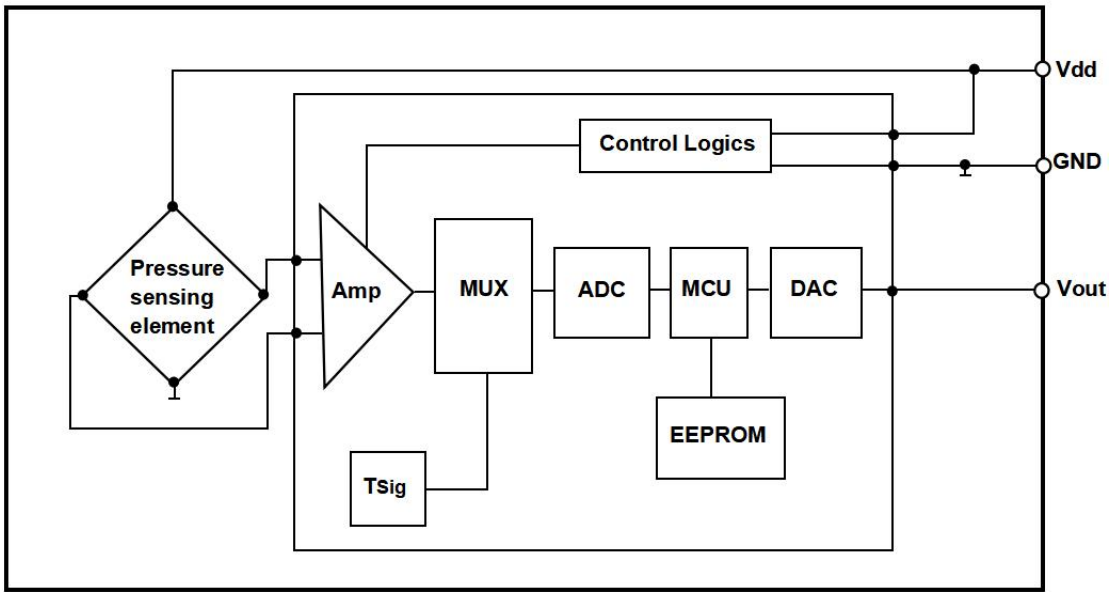 Vdd
Control Logics
GND
Pressure
sensing
element
Amp
MUX
ADC
MCU
DAC
Vout
EEPROM
Tsig